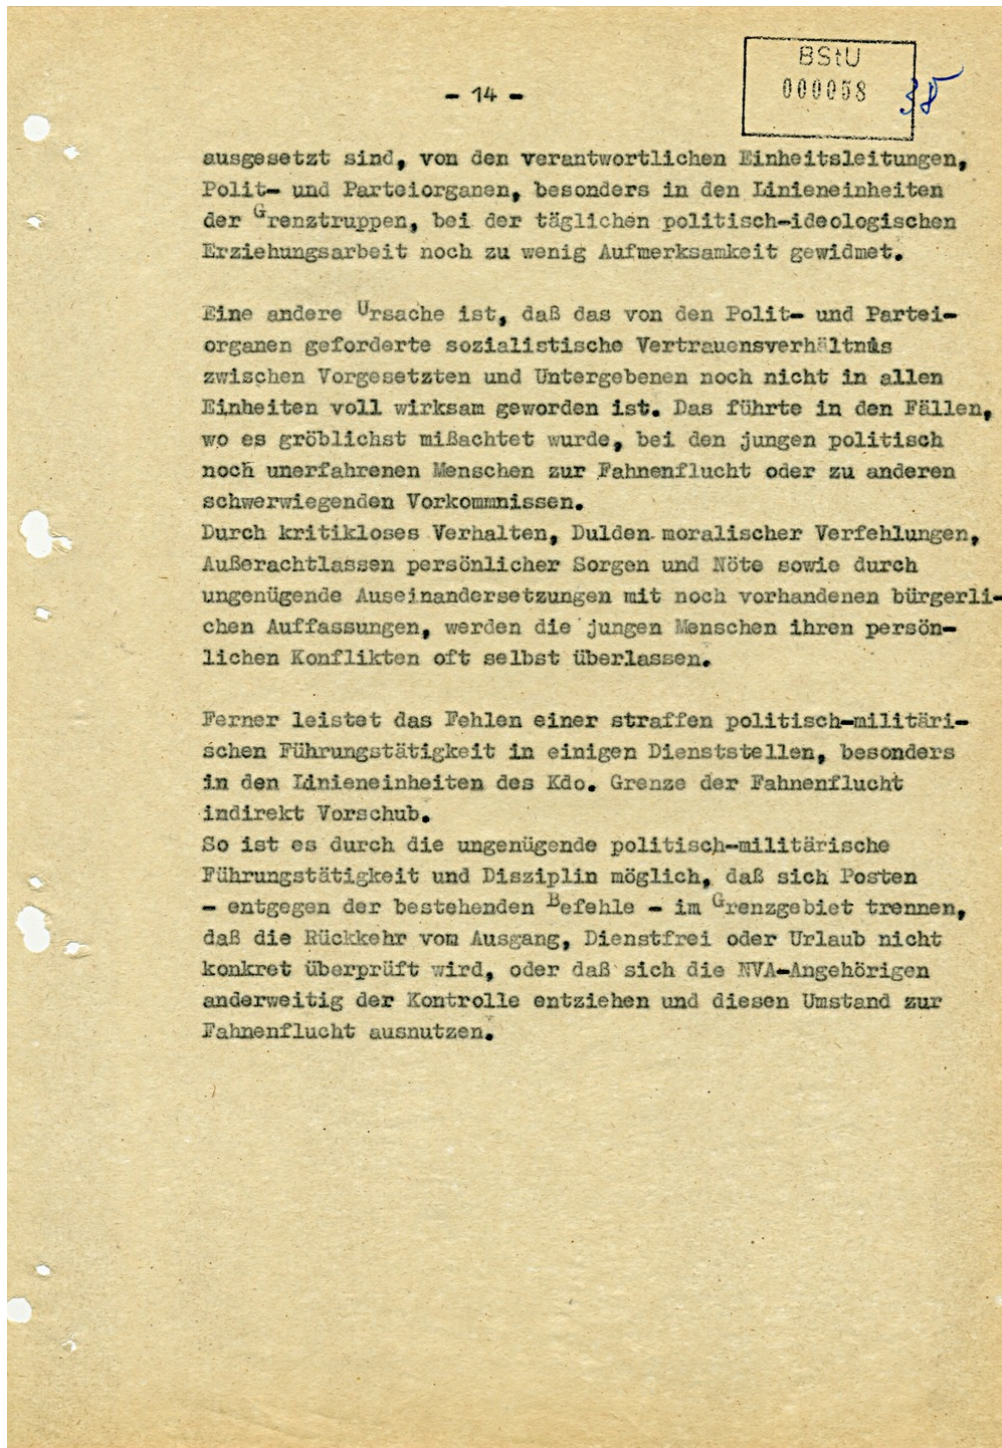 BStU
000058
38
- 14 -
ausgesetzt sind, von den verantwortlichen Einheitsleitungen,
Polit- und Parteiorganen, besonders in den Linieneinheiten
der Grenztruppen, bei der täglichen politisch-ideologischen
Erziehungsarbeit noch zu wenig Aufmerksamkeit gewidmet.
Eine andere Ursache ist, daß das von den Polit- und Partei-
organen geforderte sozialistische Vertrauensverhältnis
zwischen Vorgesetzten und Untergebenen noch nicht in allen
Einheiten voll wirksam geworden ist. Das führte in den Fällen,
wo es gröblichst mißachtet wurde, bei den jungen politisch
noch unerfahrenen Menschen zur Fahnenflucht oder zu anderen
schwerwiegenden Vorkommnissen.
Durch kritikloses Verhalten, Dulden moralischer Verfehlungen,
Außerachtlassen persönlicher Sorgen und Nöte sowie durch
ungenügende Auseinandersetzungen mit noch vorhandenen bürgerli-
chen Auffassungen, werden die jungen Menschen ihren persön-
lichen Konflikten oft selbst überlassen.
Ferner leistet das Fehlen einer straffen politisch-militäri-
schen Führungstätigkeit in einigen Dienststellen, besonders
in den Linieneinheiten des Kdo. Grenze der Fahnenflucht
indirekt Vorschub.
So ist es durch die ungenügende politisch-militärische
Führungstätigkeit und Disziplin möglich, daß sich Posten
- entgegen der bestehenden Befehle - im Grenzgebiet trennen,
daß die Rückkehr vom Ausgang, Dienstfrei oder Urlaub nicht
konkret überprüft wird, oder daß sich die NVA-Angehörigen
anderweitig der Kontrolle entziehen und diesen Umstand zur
Fahnenflucht ausnutzen.